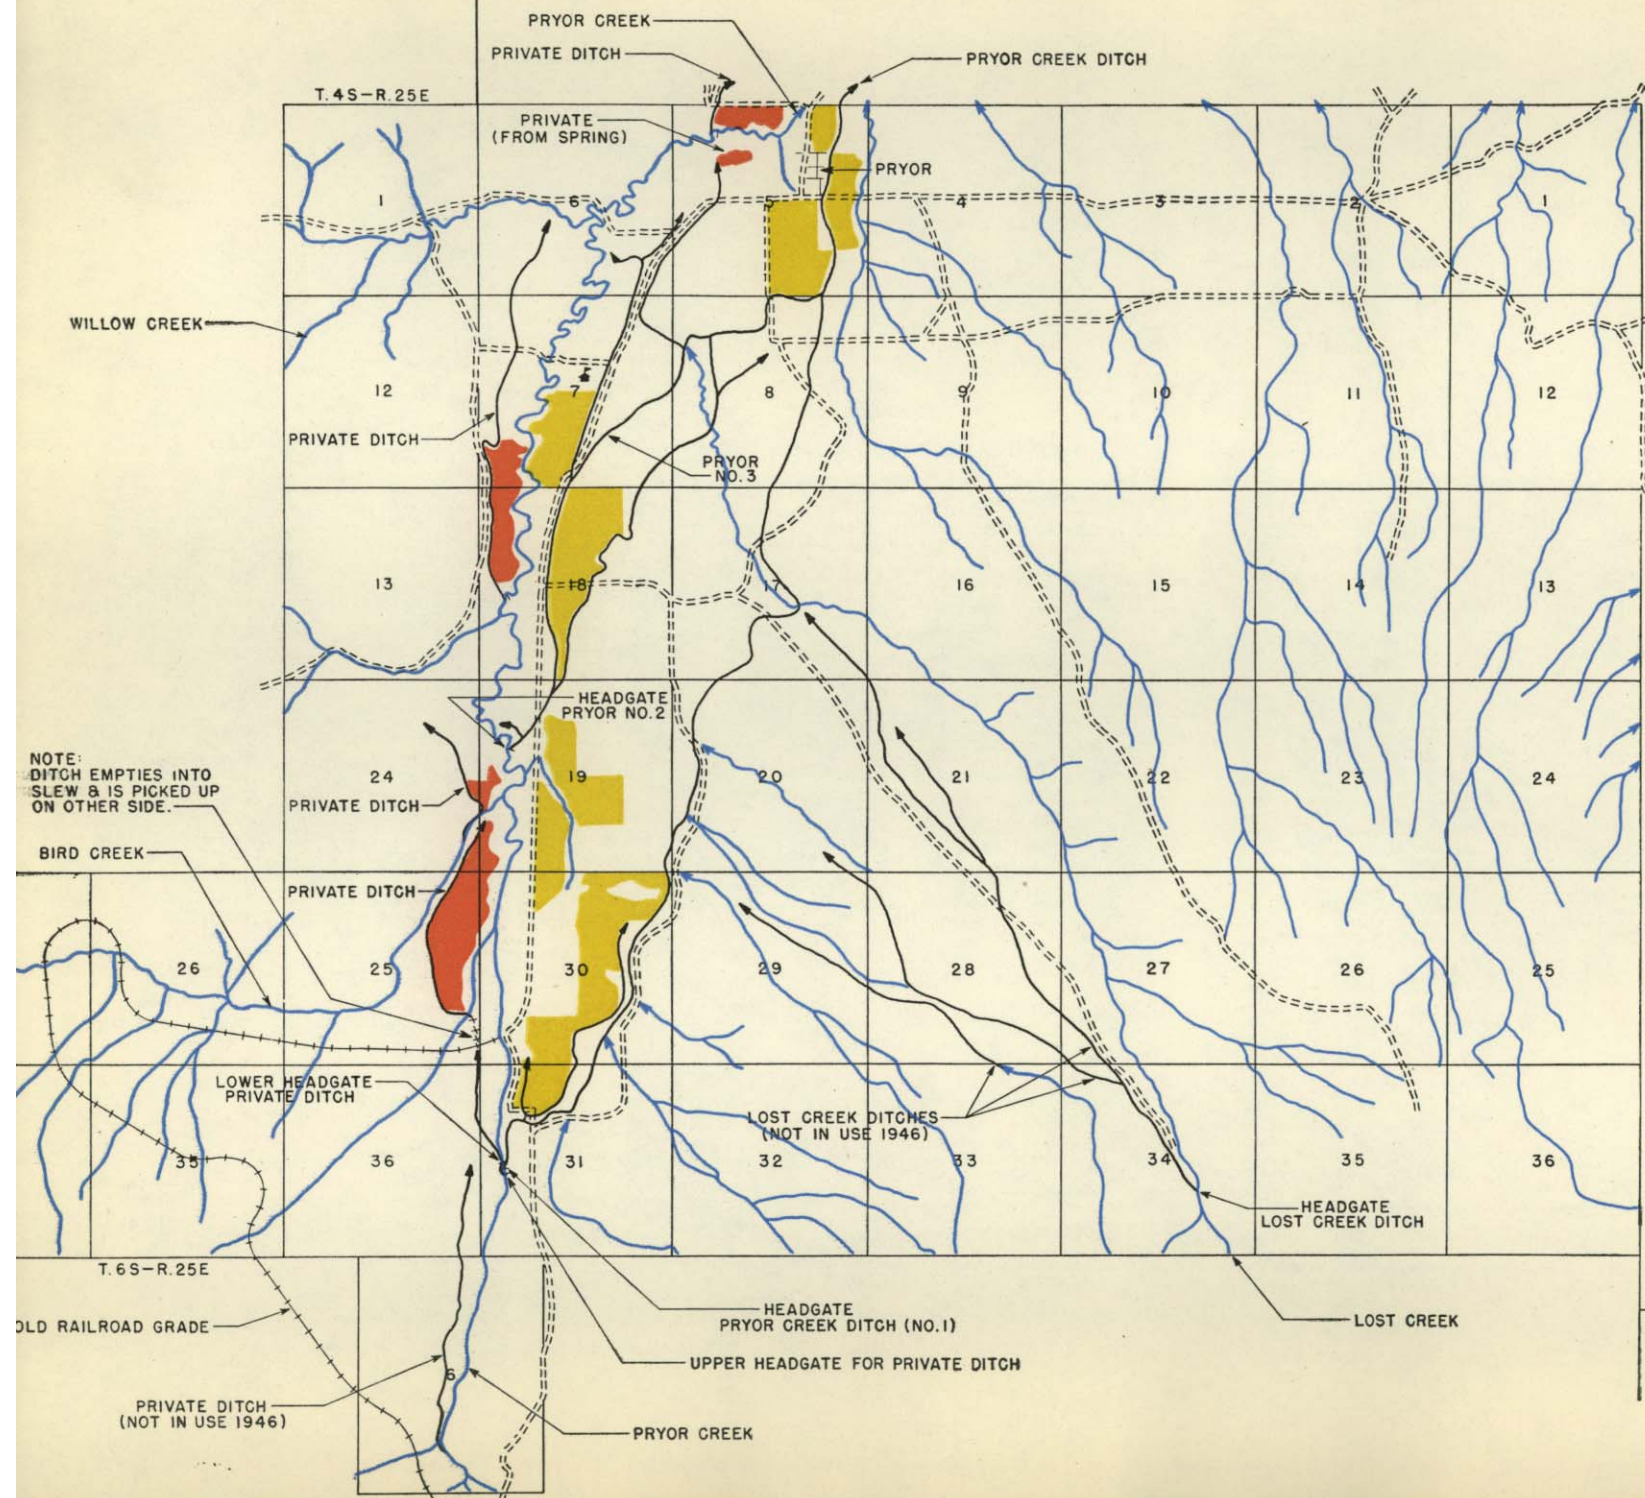 PRYOR CREEK
PRIVATE DITCH
PRYOR CREEK DITCH
T.4S-R.25E
PRIVATE
(FROM SPRING)
PRYOR
1 6 5 4 3 2 1
WILLOW CREEK
12 7 8 9 10 11 12
PRIVATE DITCH
PRYOR
NO.3
13 18 17 16 15 14 13
HEADGATE
PRYOR NO.2
NOTE:
DITCH EMPTIES INTO
SLEW & IS PICKED UP
ON OTHER SIDE.
24 19 20 21 22 23 24
PRIVATE DITCH
BIRD CREEK
PRIVATE DITCH
26 25 30 29 28 27 26 25
LOWER HEADGATE
PRIVATE DITCH
LOST CREEK DITCHES
(NOT IN USE 1946)
35 36 31 32 33 34 35 36
HEADGATE
LOST CREEK DITCH
T.6S-R.25E
OLD RAILROAD GRADE
HEADGATE
PRYOR CREEK DITCH (NO.1)
LOST CREEK
UPPER HEADGATE FOR PRIVATE DITCH
6
PRIVATE DITCH
(NOT IN USE 1946)
PRYOR CREEK